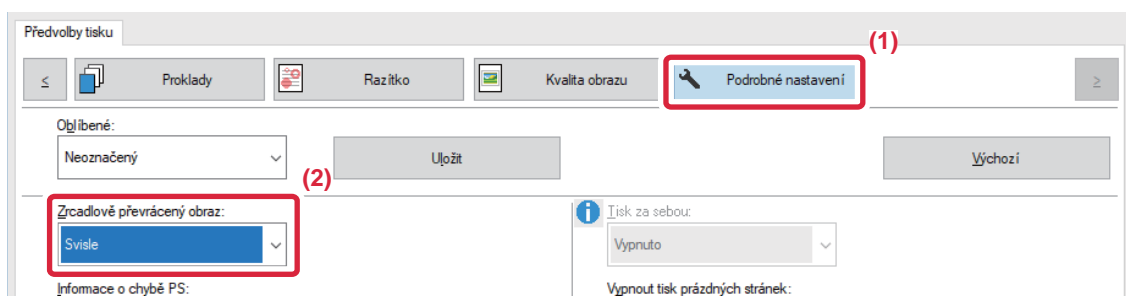 Předvolby tisku
(1)
≤ Proklady Razítko Kvalita obrazu Podrobné nastavení ≥
Oblíbené:
Neoznačený Uložit Výchozí
(2)
Zrcadlově převrácený obraz: Tisk za sebou:
Svisle Vypnuto
Informace o chybě PS: Vypnout tisk prázdných stránek: